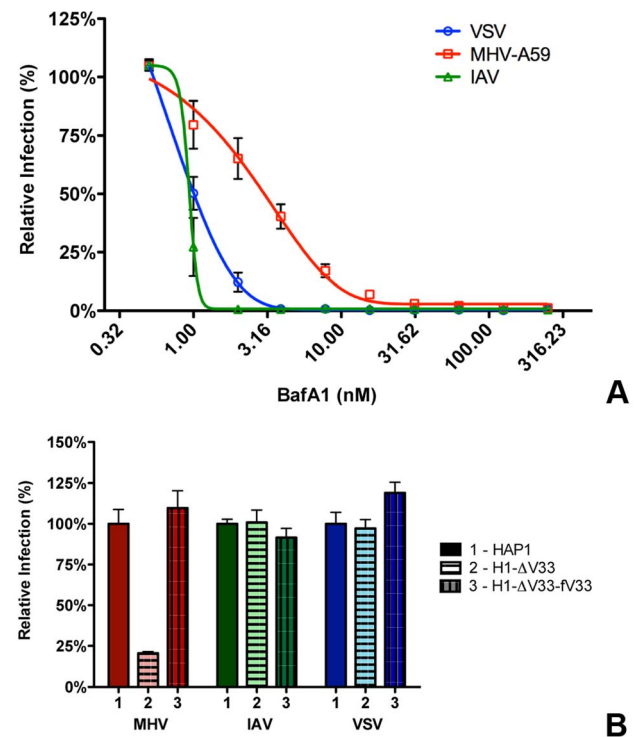 125%
100%
75%
50%
25%
0%
Relative Infection (%)
VSV
MHV-A59
IAV
0.32
1.00
3.16
10.00
31.62
100.00
316.23
BafA1 (nM)
A
150%
125%
100%
75%
50%
25%
0%
Relative Infection (%)
1 - HAP1
2 - H1-ΔV33
3 - H1-ΔV33-fV33
1 2 3 1 2 3 1 2 3
MHV IAV VSV
B